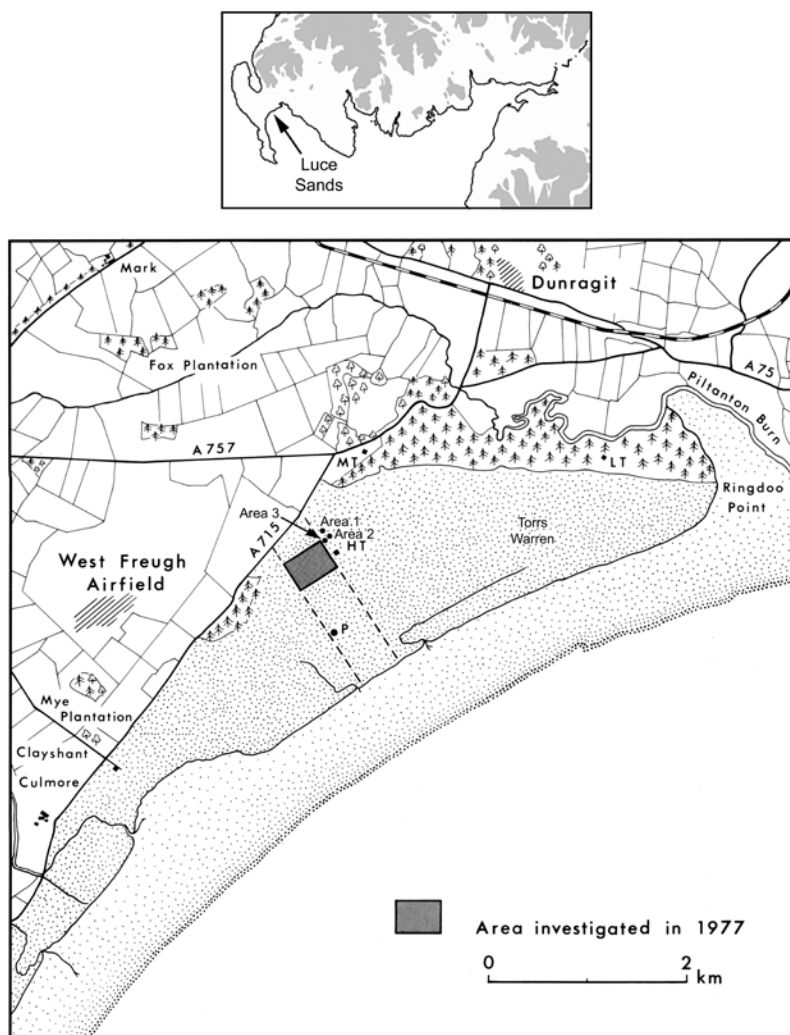 Luce
Sands
Mark
Dunragit
Fox Plantation
A75
Piltanton Burn
A 757
MT
LT
Ringdoo
Point
Area 1
Area 3
Area 2
Torrs
Warren
HT
A 715
West Freugh
Airfield
P
Mye
Plantation
Clayshant
Culmore
Area investigated in 1977
0 2
km